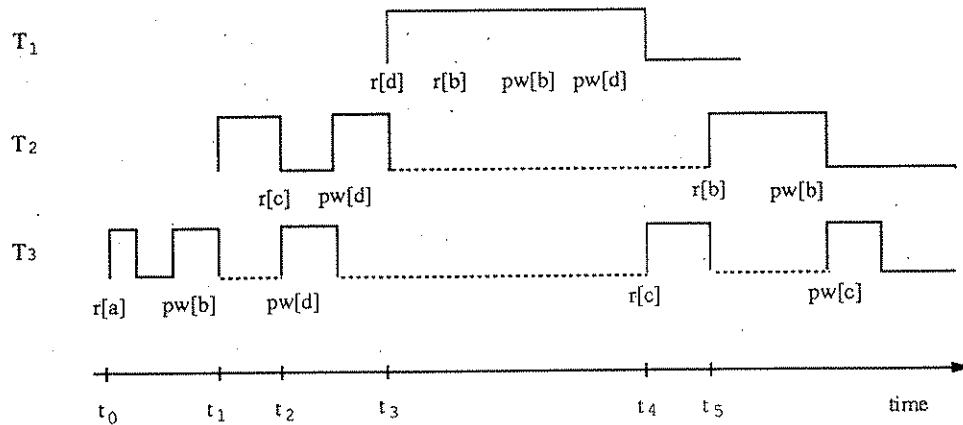 T1
r[d] r[b] pw[b] pw[d]
T2
r[c] pw[d] r[b] pw[b]
T3
r[a] pw[b] pw[d] r[c] pw[c]
t0 t1 t2 t3 t4 t5 time